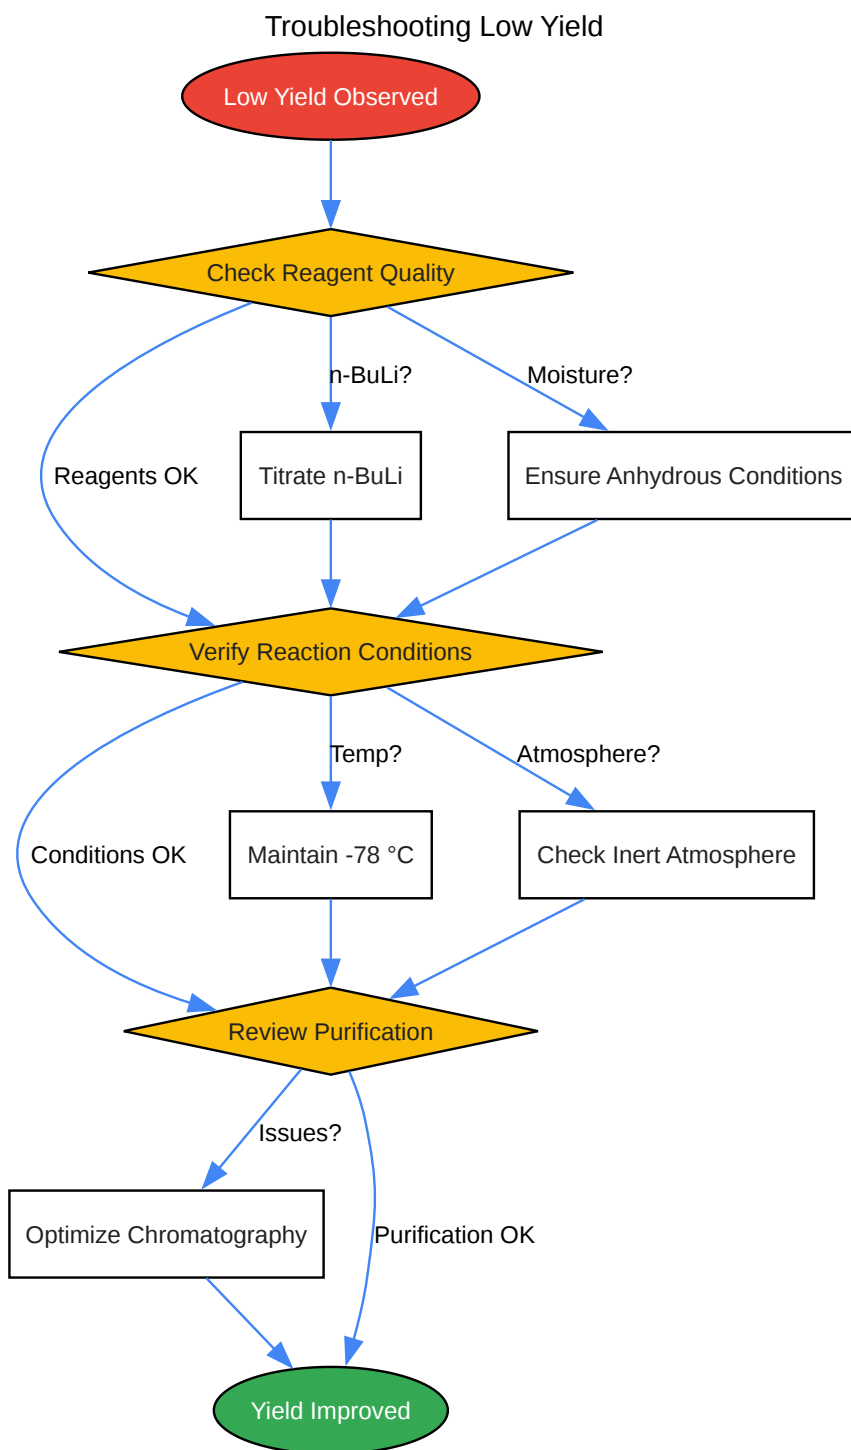 Troubleshooting Low Yield
Low Yield Observed
Check Reagent Quality
n-BuLi?
Moisture?
Reagents OK
Titrate n-BuLi
Ensure Anhydrous Conditions
Verify Reaction Conditions
Temp?
Atmosphere?
Conditions OK
Maintain -78 °C
Check Inert Atmosphere
Review Purification
Issues?
Optimize Chromatography
Purification OK
Yield Improved